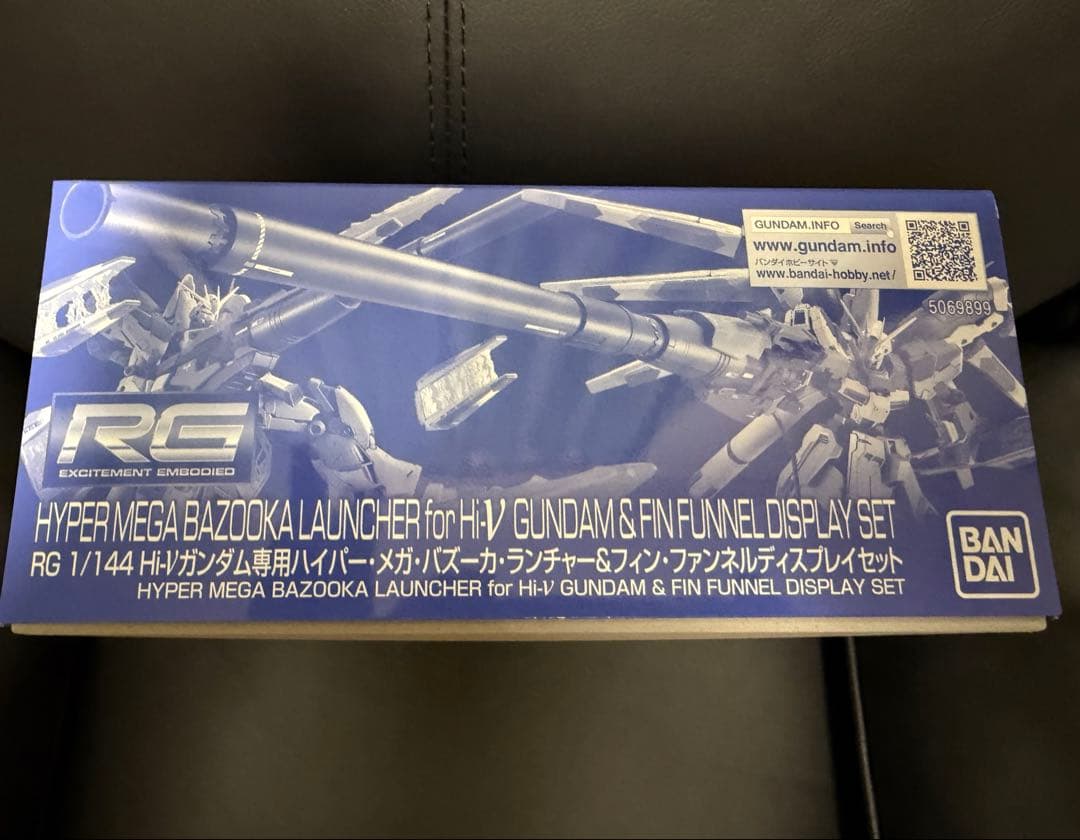 GUNDAM.INFO Search
www.gundam.info
バンダイホビーサイト
www.bandai-hobby.net/
5069899
RG
EXCITEMENT EMBODIED
HYPER MEGA BAZOOKA LAUNCHER for Hi-ν GUNDAM & FIN FUNNEL DISPLAY SET
RG 1/144 Hi-νガンダム専用ハイパー・メガ・バズーカ・ランチャー&フィン・ファンネルディスプレイセット
HYPER MEGA BAZOOKA LAUNCHER for Hi-ν GUNDAM & FIN FUNNEL DISPLAY SET
BAN
DAI